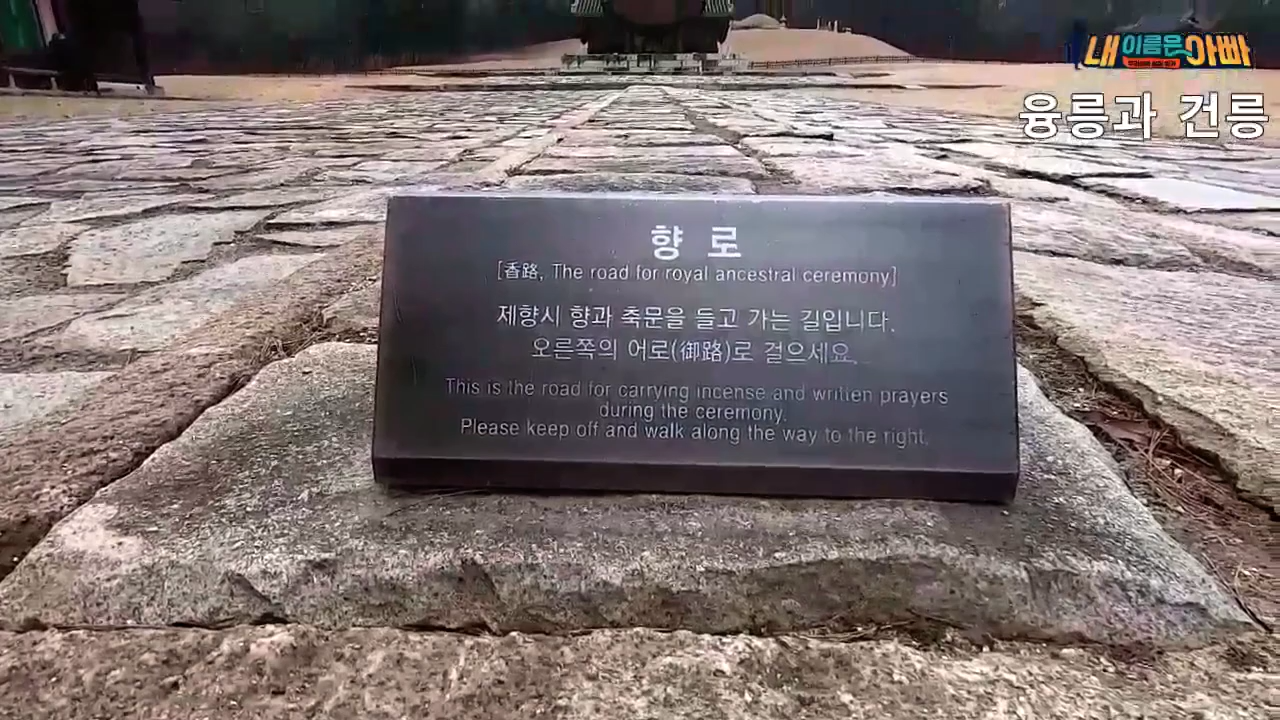 내 이름은 아빠
융릉과 건릉
향 로
[香路, The road for royal ancestral ceremony]
제향시 향과 축문을 들고 가는 길입니다.
오른쪽의 어로(御路)로 걸으세요.
This is the road for carrying incense and written prayers
during the ceremony.
Please keep off and walk along the way to the right.